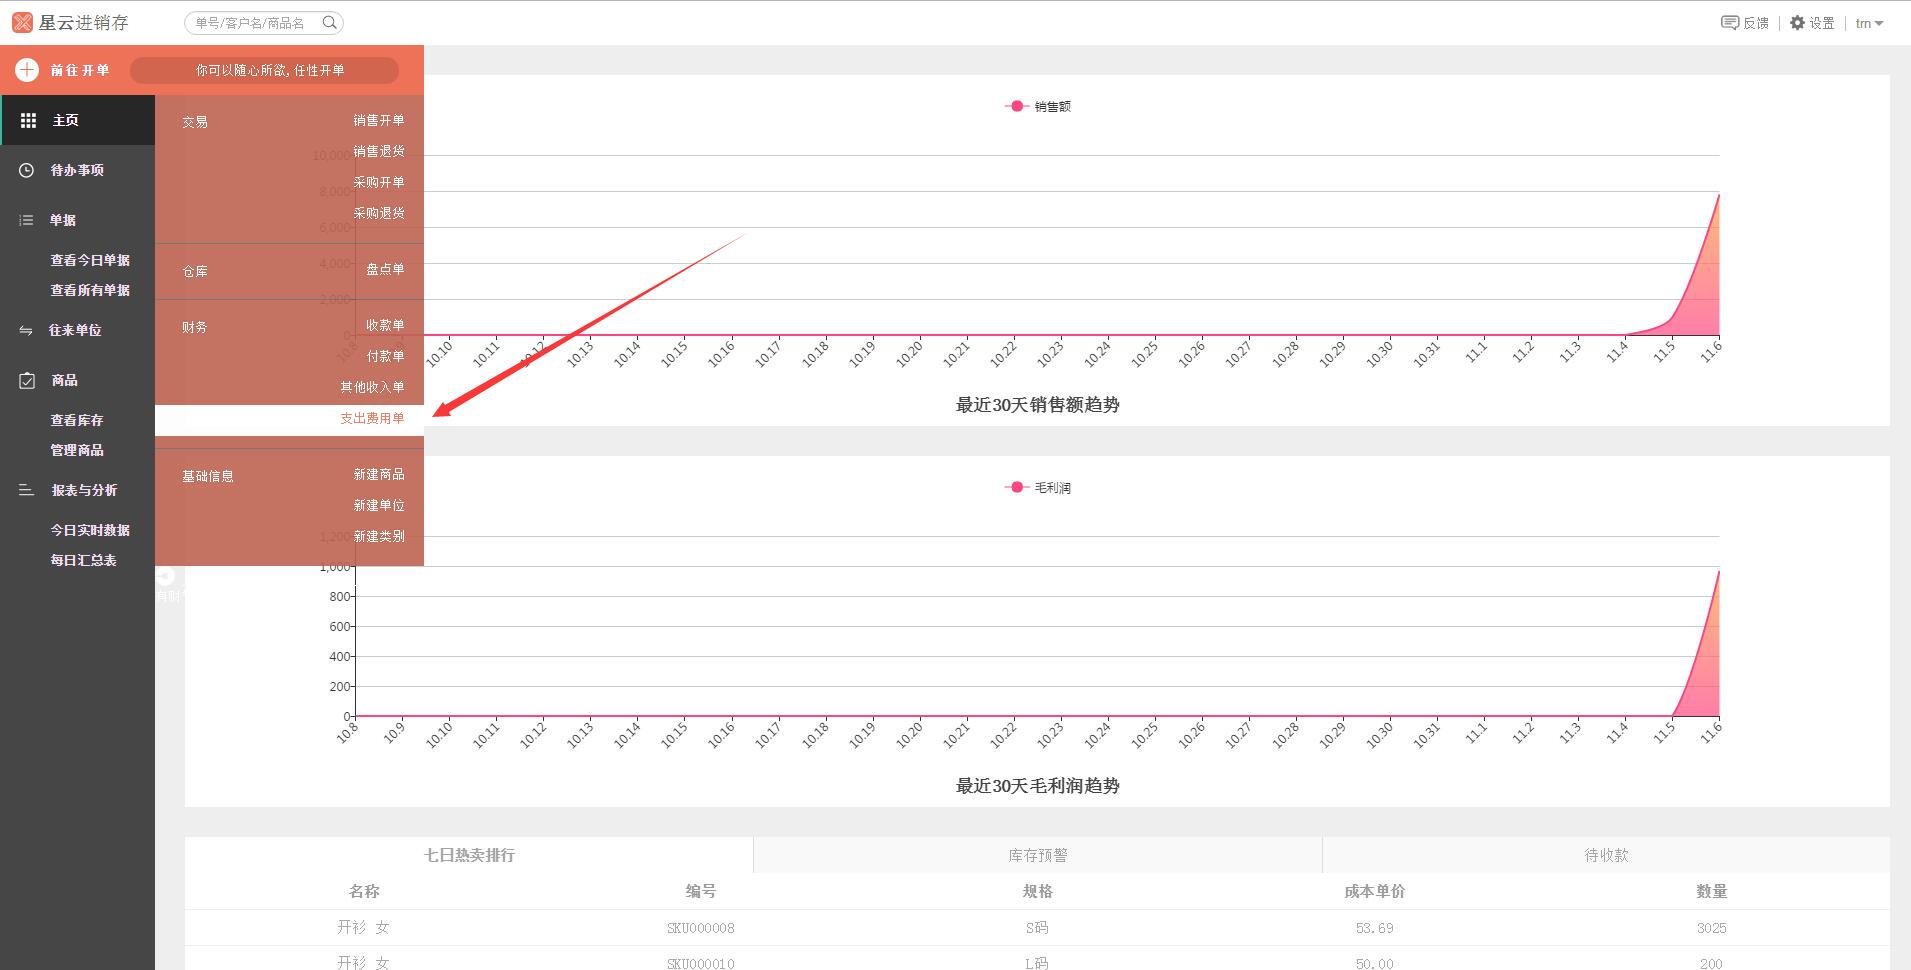 星云进销存
单号/客户名/商品名
反馈
设置
trn
前往开单
你可以随心所欲,任性开单
主页
待办事项
单据
查看今日单据
查看所有单据
往来单位
商品
查看库存
管理商品
报表与分析
今日实时数据
每日汇总表
交易
销售开单
销售退货
采购开单
采购退货
仓库
盘点单
财务
收款单
付款单
其他收入单
支出费用单
基础信息
新建商品
新建单位
新建类别
销售额
10,000
8,000
6,000
4,000
2,000
0
10.8 10.9 10.10 10.11 10.12 10.13 10.14 10.15 10.16 10.17 10.18 10.19 10.20 10.21 10.22 10.23 10.24 10.25 10.26 10.27 10.28 10.29 10.30 10.31 11.1 11.2 11.3 11.4 11.5 11.6
最近30天销售额趋势
毛利润
1,200
1,000
800
600
400
200
0
10.8 10.9 10.10 10.11 10.12 10.13 10.14 10.15 10.16 10.17 10.18 10.19 10.20 10.21 10.22 10.23 10.24 10.25 10.26 10.27 10.28 10.29 10.30 10.31 11.1 11.2 11.3 11.4 11.5 11.6
最近30天毛利润趋势
七日热卖排行 库存预警 待收款
名称 编号 规格 成本单价 数量
开衫 女 SKU000008 S码 53.69 3025
开衫 女 SKU000010 L码 50.00 200